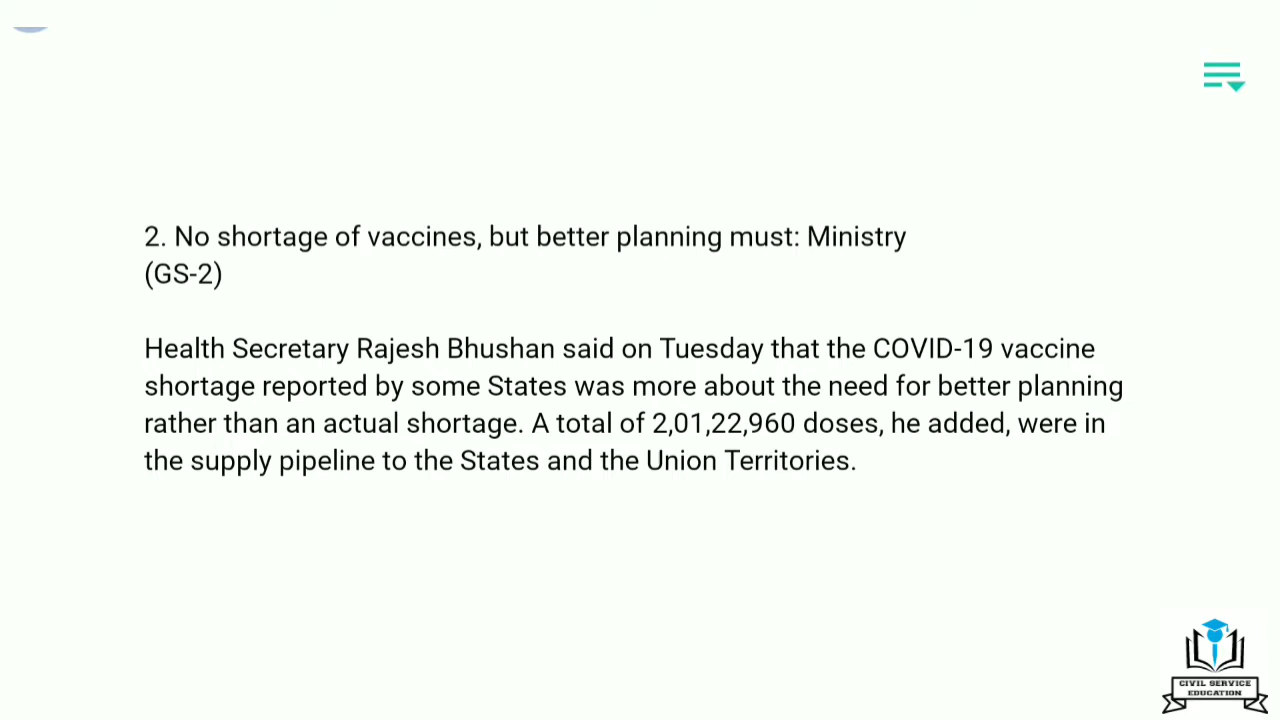 2. No shortage of vaccines, but better planning must: Ministry
(GS-2)
Health Secretary Rajesh Bhushan said on Tuesday that the COVID-19 vaccine
shortage reported by some States was more about the need for better planning
rather than an actual shortage. A total of 2,01,22,960 doses, he added, were in
the supply pipeline to the States and the Union Territories.
CIVIL SERVICE
EDUCATION